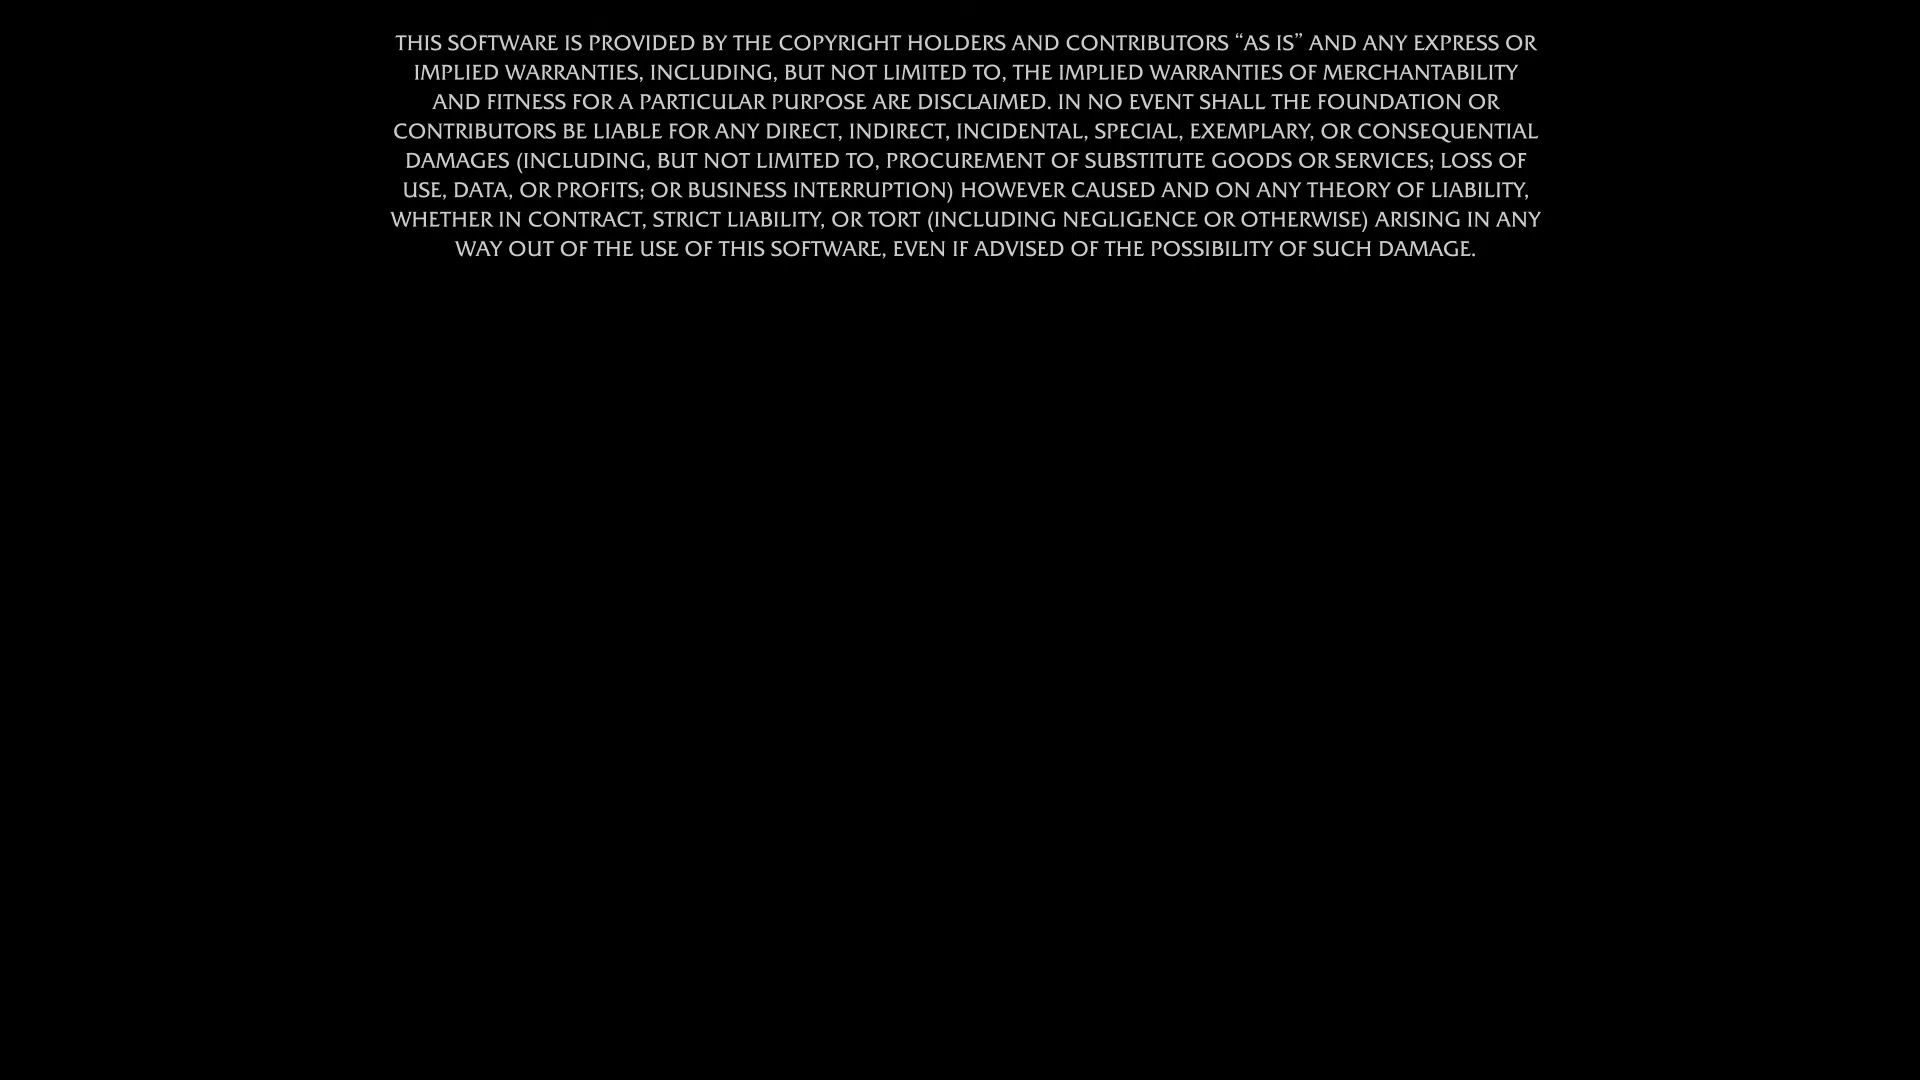 THIS SOFTWARE IS PROVIDED BY THE COPYRIGHT HOLDERS AND CONTRIBUTORS “AS IS” AND ANY EXPRESS OR
IMPLIED WARRANTIES, INCLUDING, BUT NOT LIMITED TO, THE IMPLIED WARRANTIES OF MERCHANTABILITY
AND FITNESS FOR A PARTICULAR PURPOSE ARE DISCLAIMED. IN NO EVENT SHALL THE FOUNDATION OR
CONTRIBUTORS BE LIABLE FOR ANY DIRECT, INDIRECT, INCIDENTAL, SPECIAL, EXEMPLARY, OR CONSEQUENTIAL
DAMAGES (INCLUDING, BUT NOT LIMITED TO, PROCUREMENT OF SUBSTITUTE GOODS OR SERVICES; LOSS OF
USE, DATA, OR PROFITS; OR BUSINESS INTERRUPTION) HOWEVER CAUSED AND ON ANY THEORY OF LIABILITY,
WHETHER IN CONTRACT, STRICT LIABILITY, OR TORT (INCLUDING NEGLIGENCE OR OTHERWISE) ARISING IN ANY
WAY OUT OF THE USE OF THIS SOFTWARE, EVEN IF ADVISED OF THE POSSIBILITY OF SUCH DAMAGE.